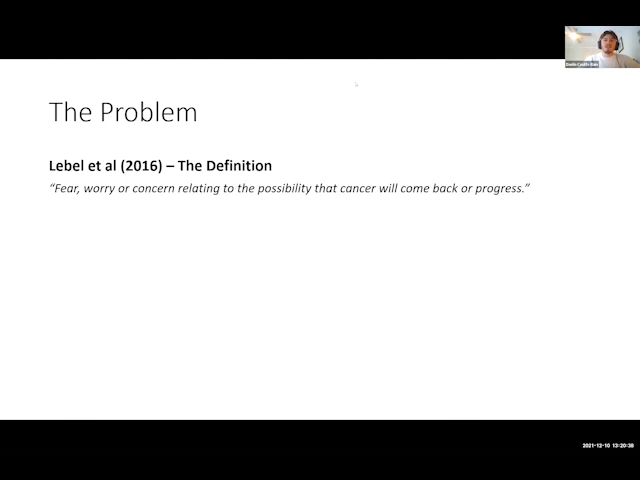 The Problem
Lebel et al (2016) – The Definition
“Fear, worry or concern relating to the possibility that cancer will come back or progress.”
2021-12-10 13:20:38